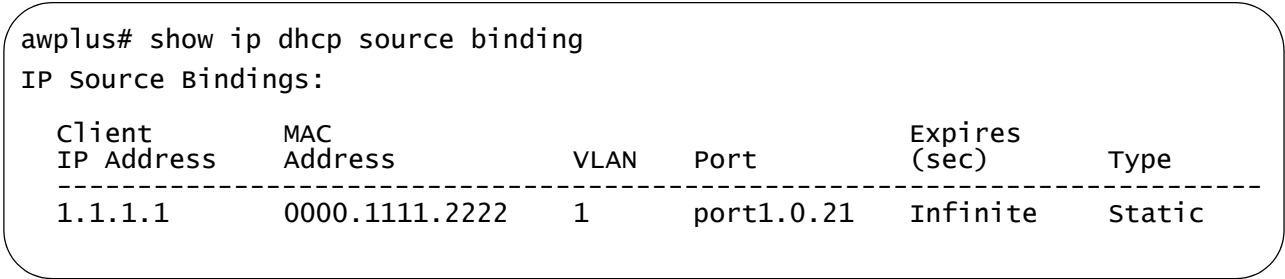 awplus# show ip dhcp source binding
IP Source Bindings:
Client MAC Expires
IP Address Address VLAN Port (sec) Type
--------------------------------------------------------------------------
1.1.1.1 0000.1111.2222 1 port1.0.21 Infinite Static